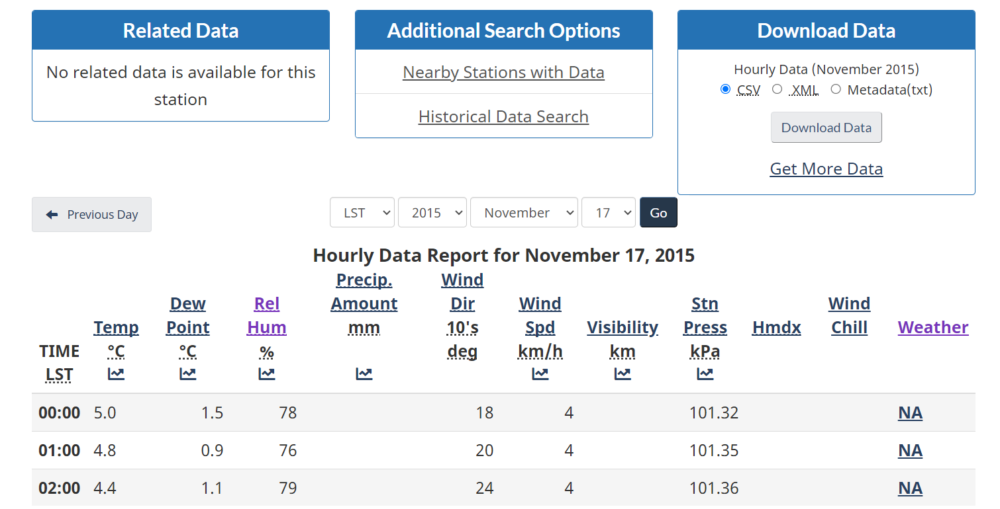 Related Data
No related data is available for this
station
Additional Search Options
Nearby Stations with Data
Historical Data Search
Download Data
Hourly Data (November 2015)
CSV XML Metadata(txt)
Download Data
Get More Data
Previous Day
LST 2015 November 17 Go
Hourly Data Report for November 17, 2015
TIME LST Temp °C Dew Point °C Rel Hum % Precip. Amount mm Wind Dir 10's deg Wind Spd km/h Visibility km Stn Press kPa Hmdx Wind Chill Weather
00:00 5.0 1.5 78 18 4 101.32 NA
01:00 4.8 0.9 76 20 4 101.35 NA
02:00 4.4 1.1 79 24 4 101.36 NA